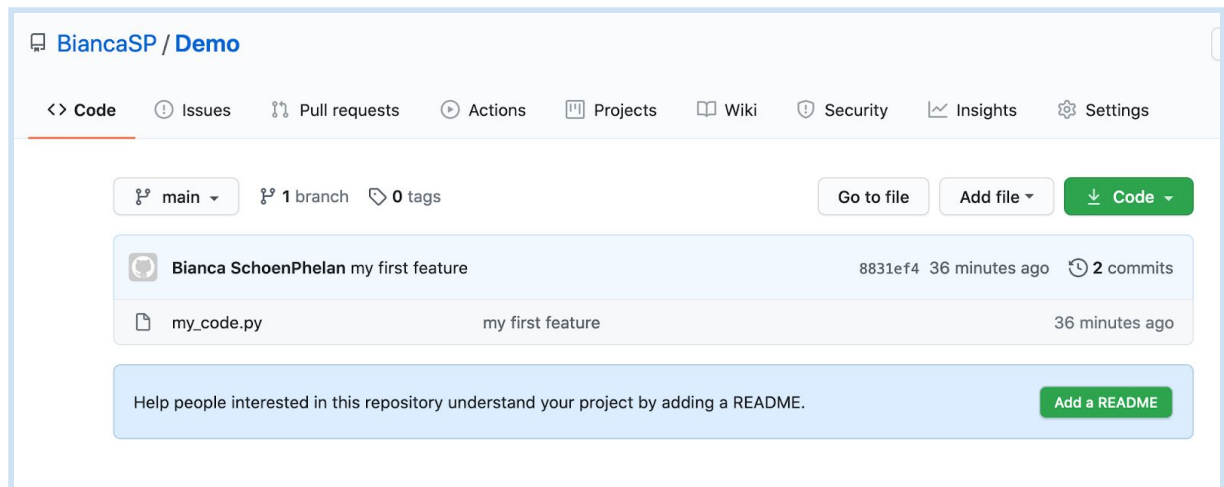 BiancaSP / Demo
Code Issues Pull requests Actions Projects Wiki Security Insights Settings
main 1 branch 0 tags Go to file Add file Code
Bianca SchoenPhelan my first feature 8831ef4 36 minutes ago 2 commits
my_code.py my first feature 36 minutes ago
Help people interested in this repository understand your project by adding a README. Add a README